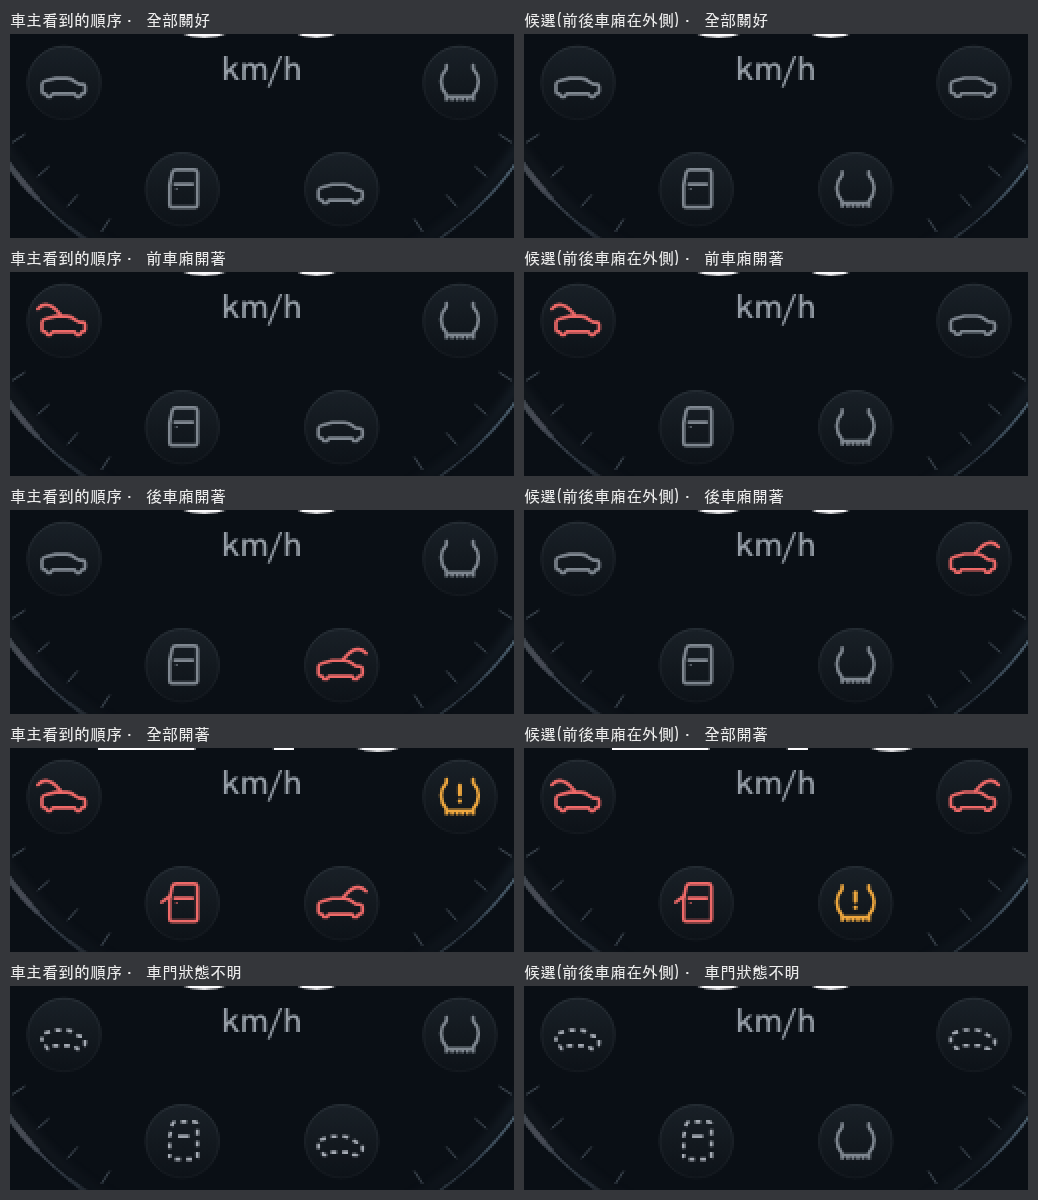 車主看到的順序 · 全部關好
候選(前後車廂在外側) · 全部關好
km/h
km/h
車主看到的順序 · 前車廂開著
候選(前後車廂在外側) · 前車廂開著
km/h
km/h
車主看到的順序 · 後車廂開著
候選(前後車廂在外側) · 後車廂開著
km/h
km/h
車主看到的順序 · 全部開著
候選(前後車廂在外側) · 全部開著
km/h
km/h
車主看到的順序 · 車門狀態不明
候選(前後車廂在外側) · 車門狀態不明
km/h
km/h